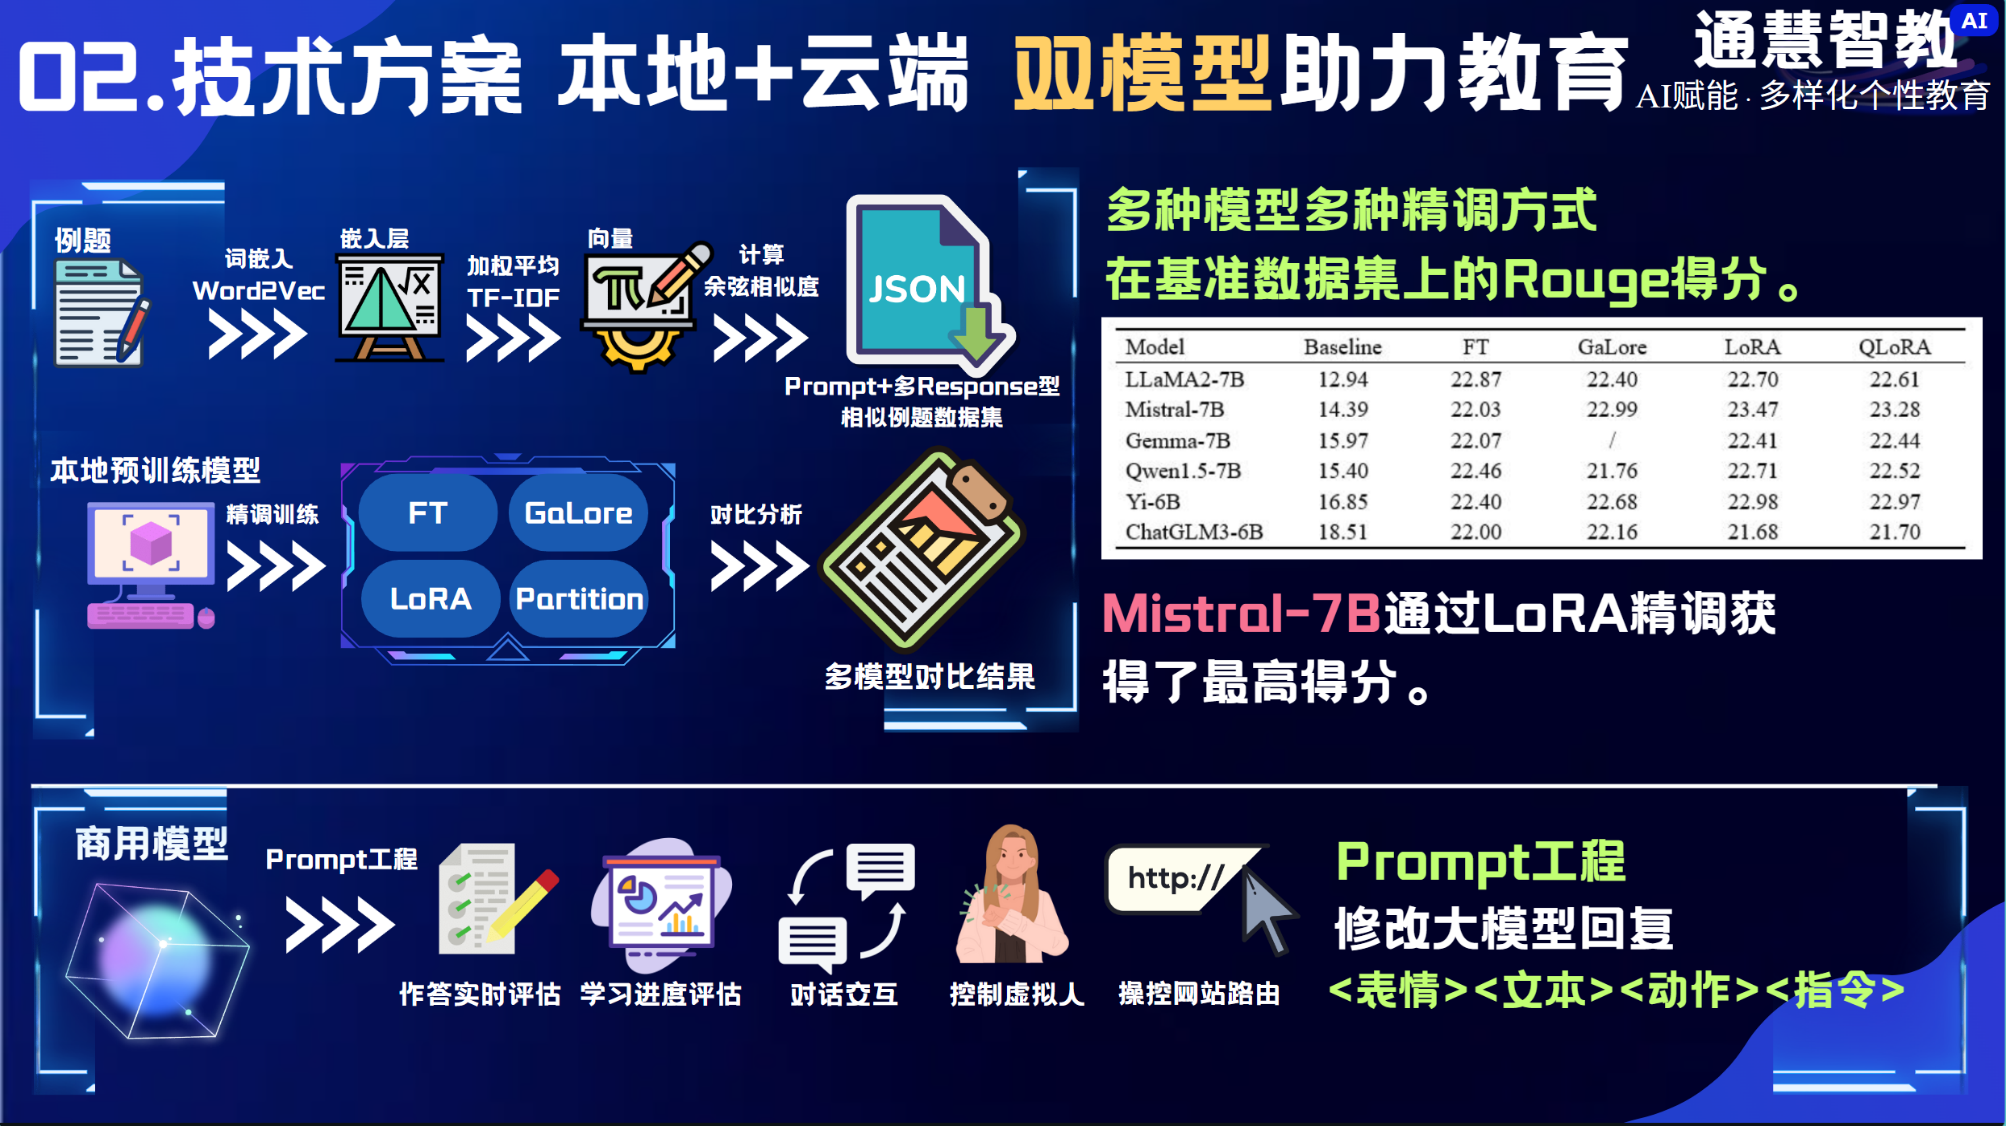 02.技术方案 本地+云端 双模型助力教育
通慧智教
AI
AI赋能·多样化个性教育
例题
词嵌入
Word2Vec
嵌入层
加权平均
TF-IDF
向量
计算
余弦相似度
JSON
Prompt+多Response型
相似例题数据集
本地预训练模型
精调训练
FT
GaLore
LoRA
Partition
对比分析
多模型对比结果
多种模型多种精调方式
在基准数据集上的Rouge得分。
Model Baseline FT GaLore LoRA QLoRA
LLaMA2-7B 12.94 22.87 22.40 22.70 22.61
Mistral-7B 14.39 22.03 22.99 23.47 23.28
Gemma-7B 15.97 22.07 / 22.41 22.44
Qwen1.5-7B 15.40 22.46 21.76 22.71 22.52
Yi-6B 16.85 22.40 22.68 22.98 22.97
ChatGLM3-6B 18.51 22.00 22.16 21.68 21.70
Mistral-7B通过LoRA精调获
得了最高得分。
商用模型
Prompt工程
作答实时评估
学习进度评估
对话交互
控制虚拟人
http://
操控网站路由
Prompt工程
修改大模型回复
<表情><文本><动作><指令>